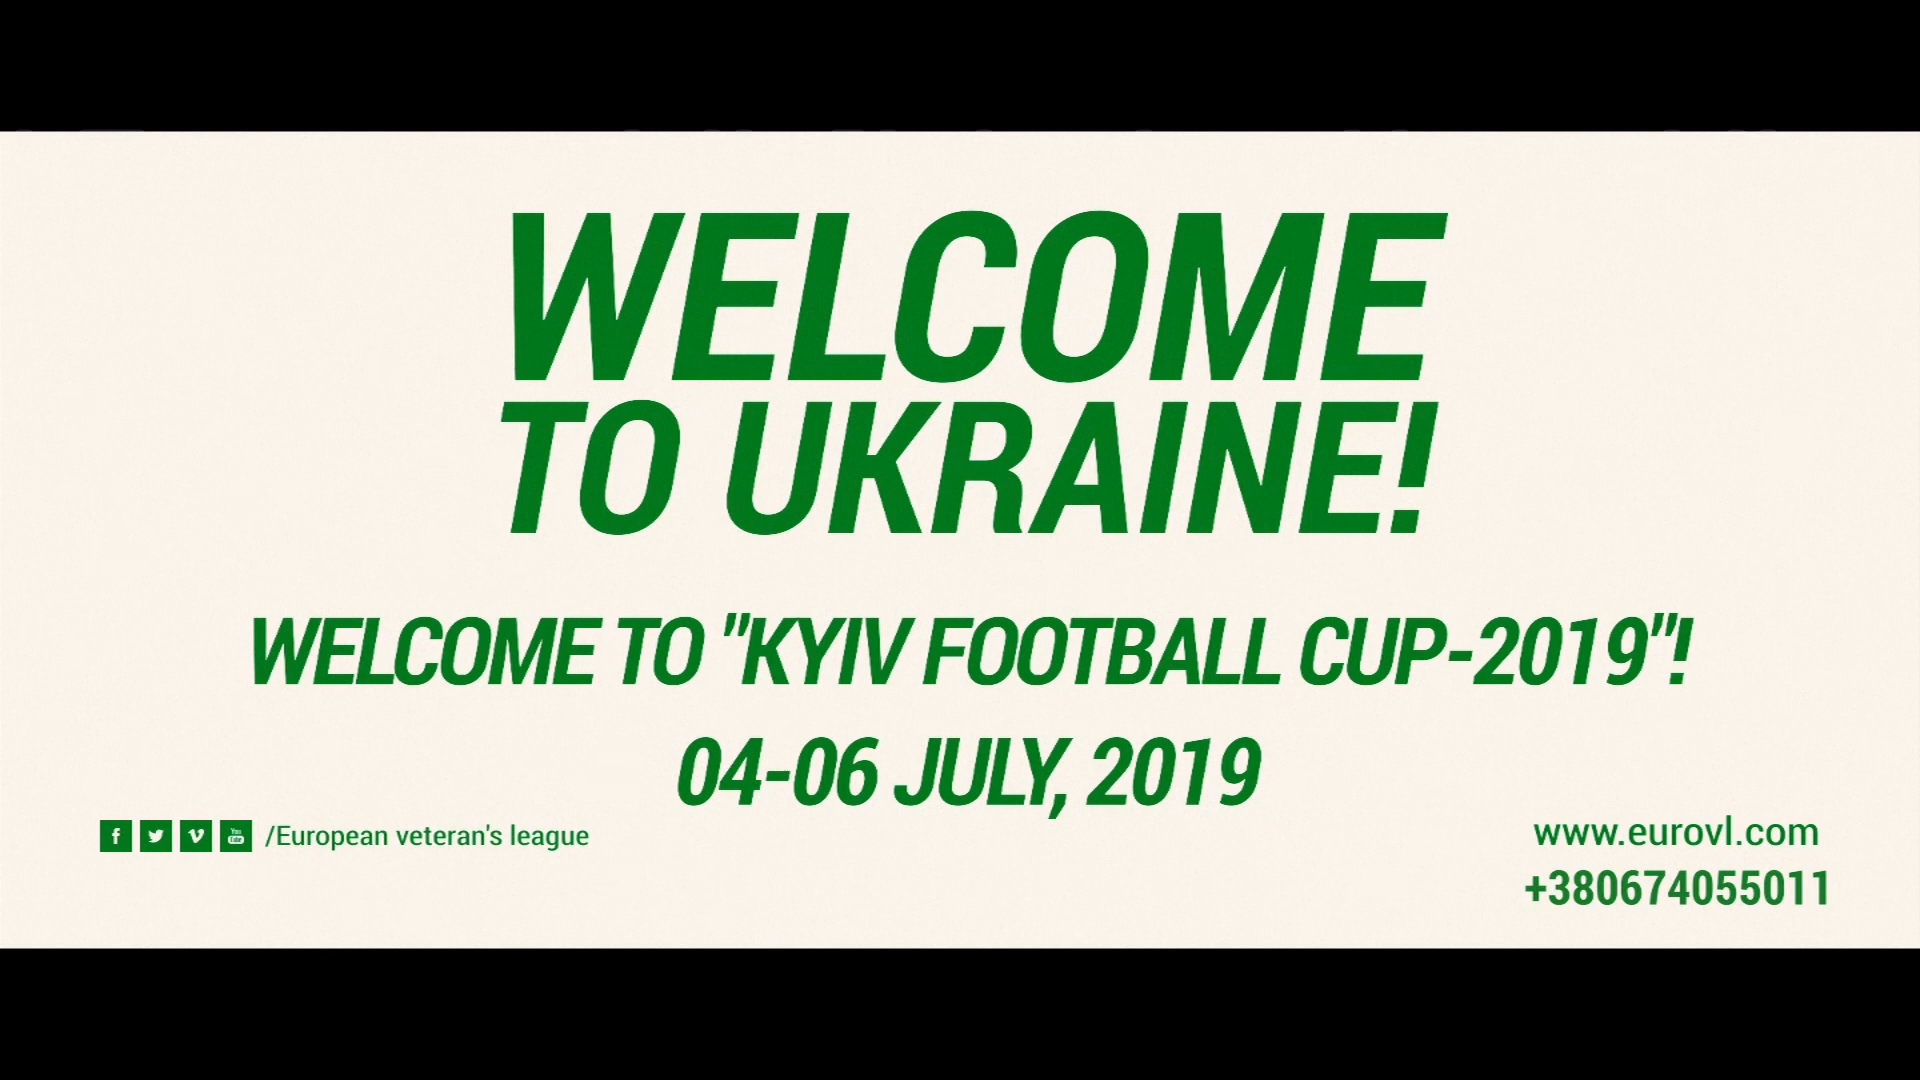 WELCOME
TO UKRAINE!
WELCOME TO "KYIV FOOTBALL CUP-2019"!
04-06 JULY, 2019
/European veteran's league
www.eurovl.com
+380674055011